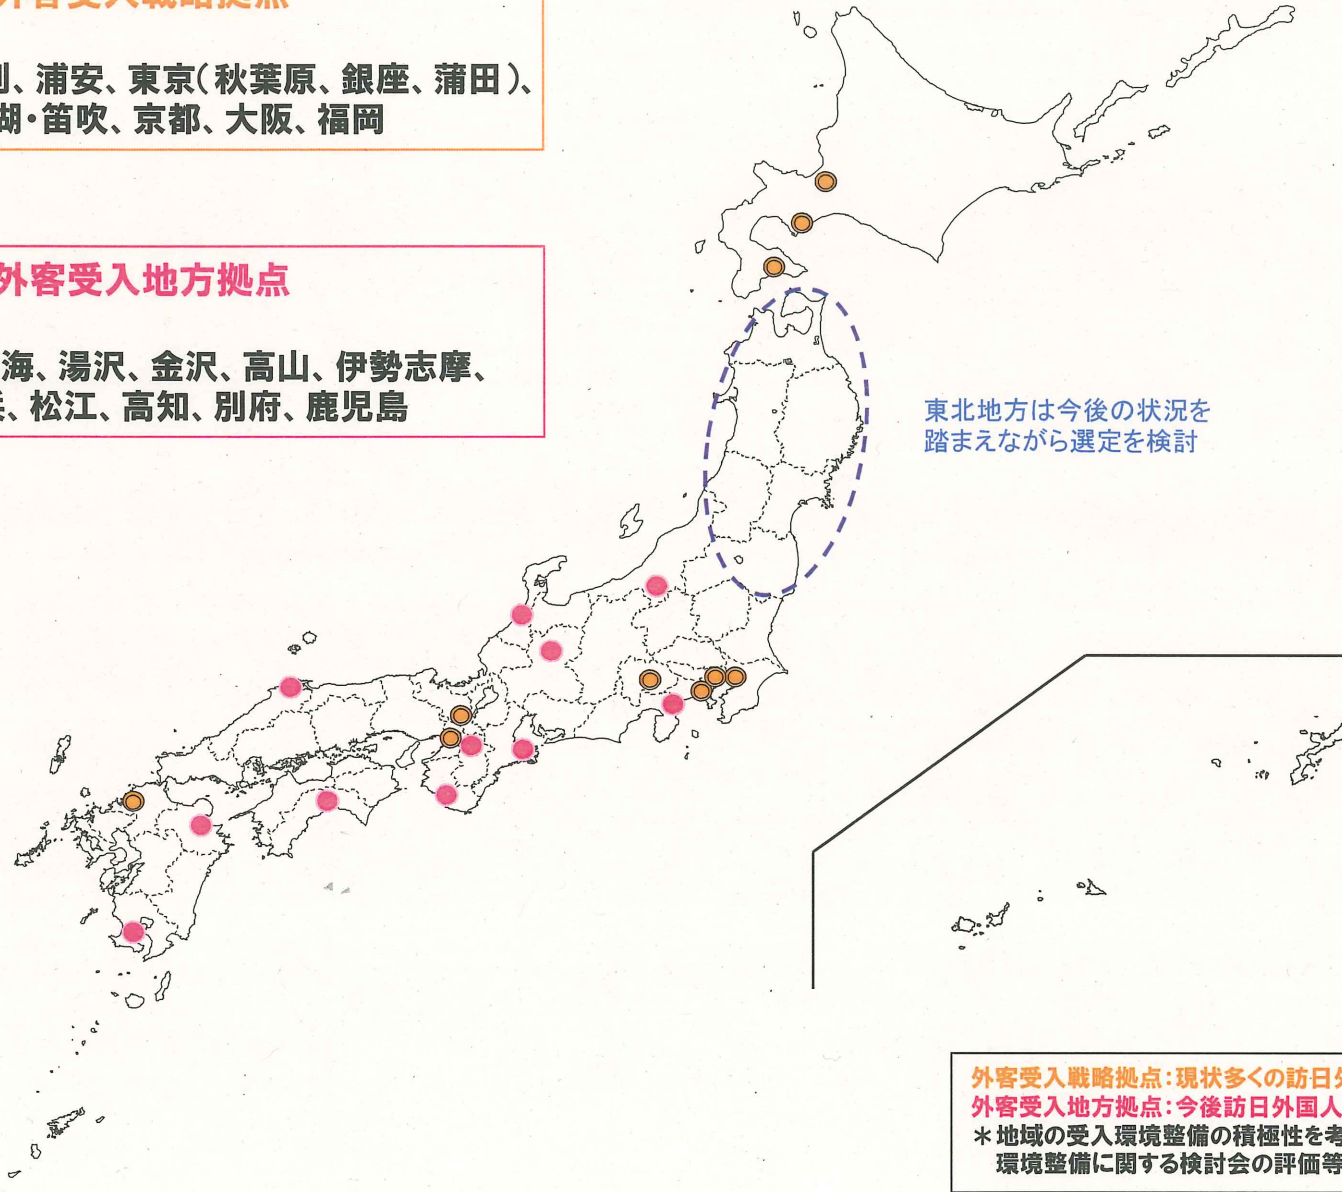 外客受入戦略拠点
、浦安、東京（秋葉原、銀座、蒲田）、
湖・笛吹、京都、大阪、福岡
外客受入地方拠点
海、湯沢、金沢、高山、伊勢志摩、
、松江、高知、別府、鹿児島
東北地方は今後の状況を
踏まえながら選定を検討
外客受入戦略拠点：現状多くの訪日
外客受入地方拠点：今後訪日外国人
＊地域の受入環境整備の積極性を考
環境整備に関する検討会の評価等